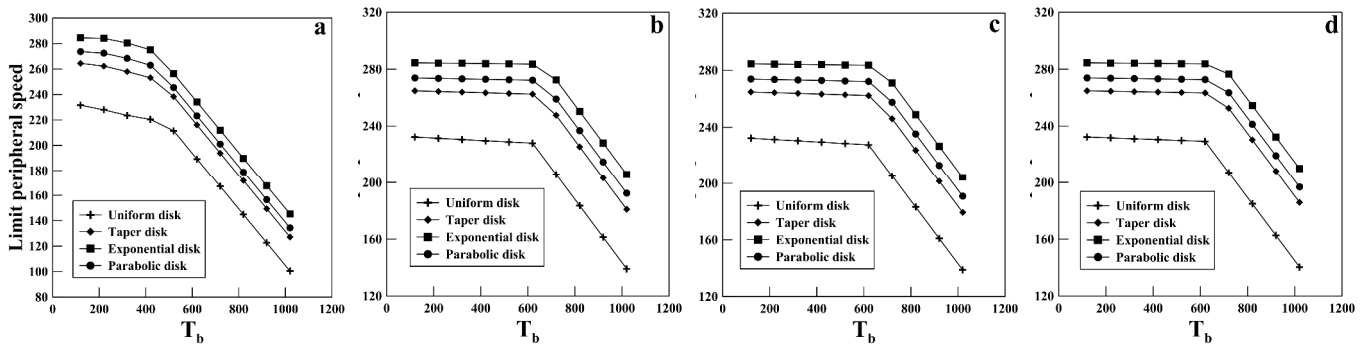 a
300
280
260
240
220
200
180
160
140
120
100
80
Limit peripheral speed
Uniform disk
Taper disk
Exponential disk
Parabolic disk
0 200 400 600 800 1000 1200
T_b
b
320
280
240
200
160
120
Uniform disk
Taper disk
Exponential disk
Parabolic disk
0 200 400 600 800 1000 1200
T_b
c
320
280
240
200
160
120
Uniform disk
Taper disk
Exponential disk
Parabolic disk
0 200 400 600 800 1000 1200
T_b
d
320
280
240
200
160
120
Uniform disk
Taper disk
Exponential disk
Parabolic disk
0 200 400 600 800 1000 1200
T_b